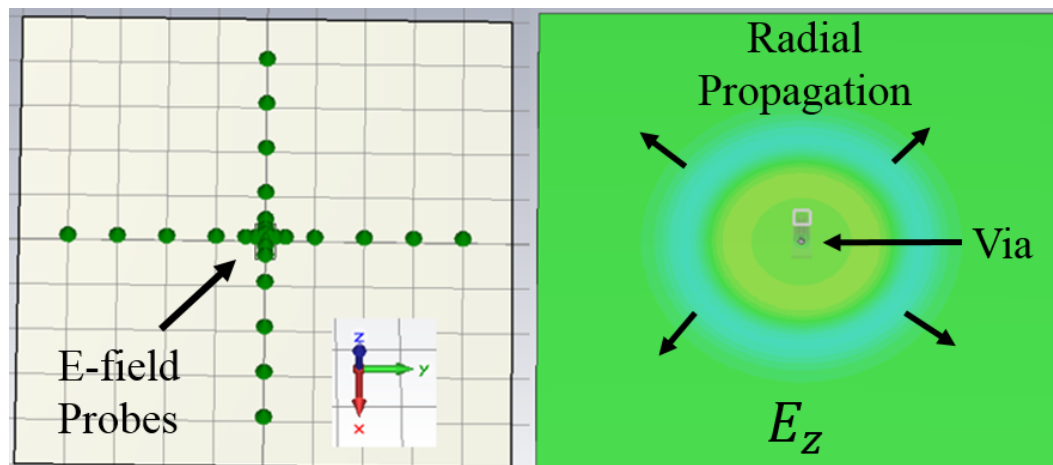 E-field
Probes
Z
Y
X
Radial
Propagation
Via
E_z